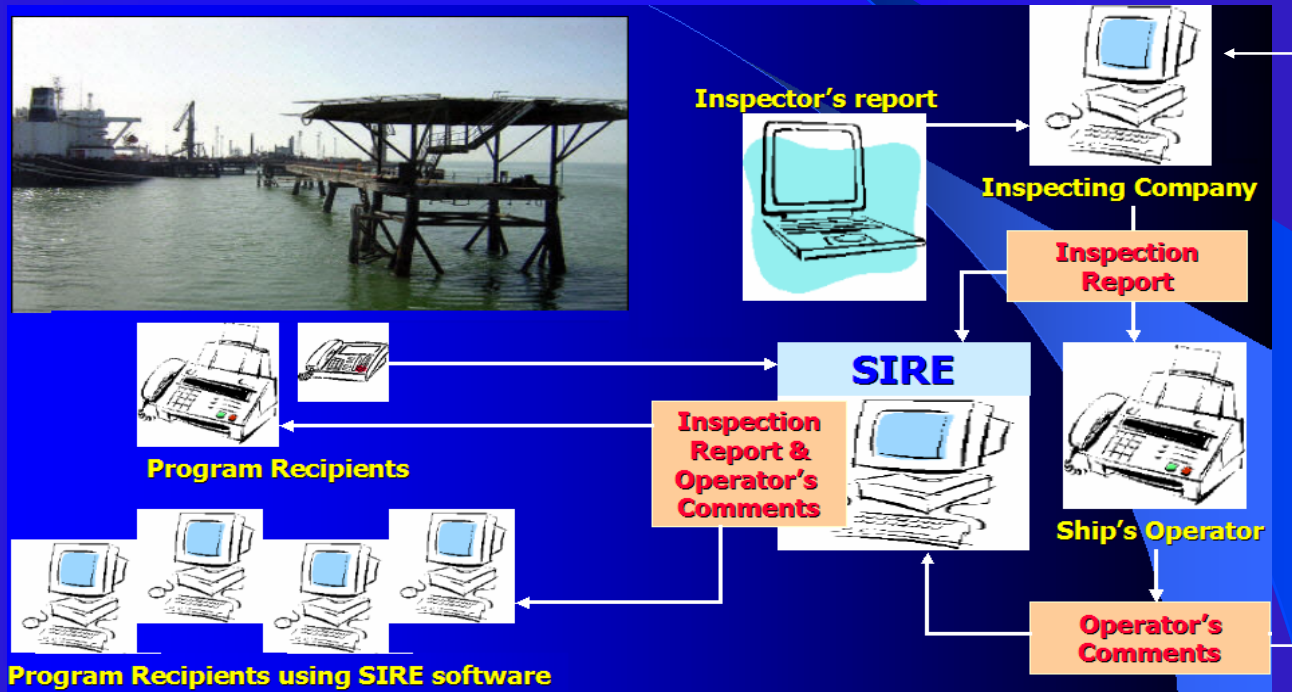 Inspector's report
Inspecting Company
Inspection
Report
SIRE
Inspection
Report &
Operator's
Comments
Program Recipients
Ship's Operator
Operator's
Comments
Program Recipients using SIRE software